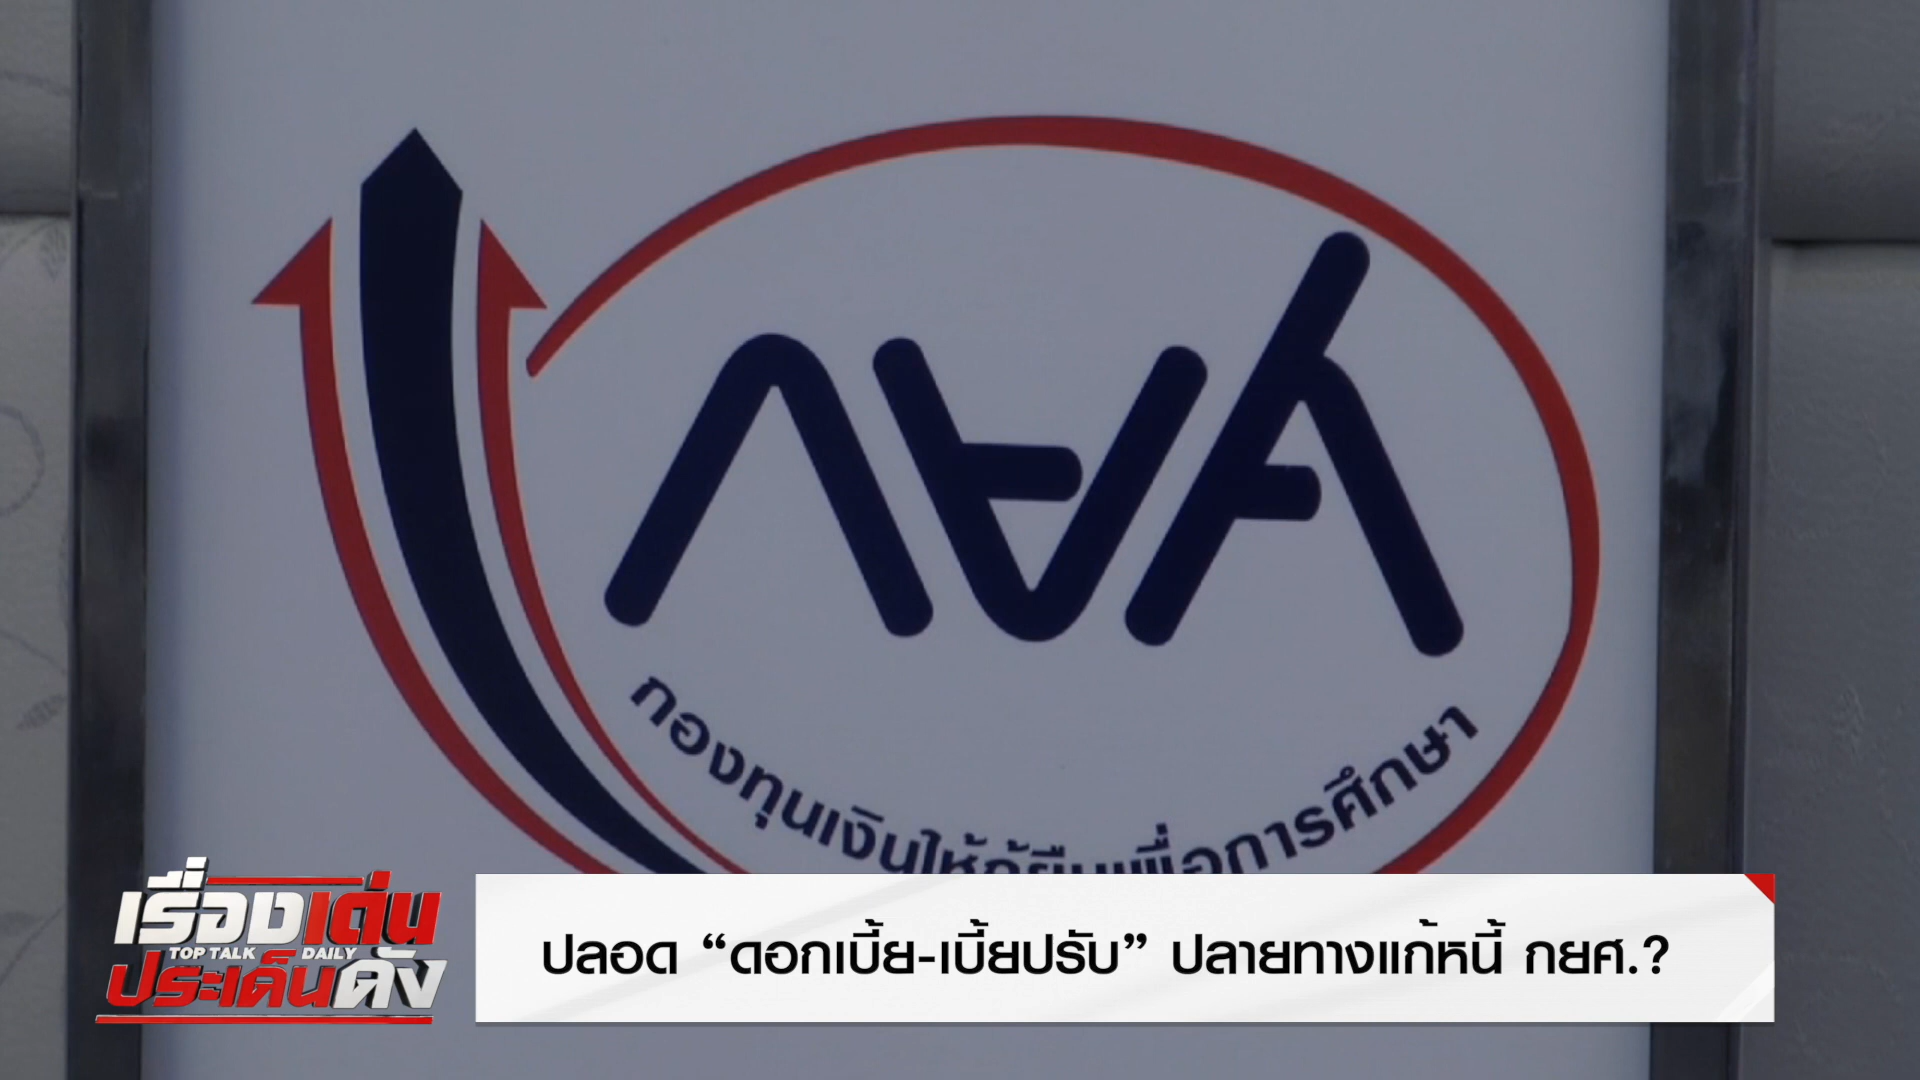 กยศ
กองทุนเงินให้กู้ยืมเพื่อการศึกษา
เรื่องเด่น
TOP TALK DAILY
ประเด็นดัง
ปลอด “ดอกเบี้ย-เบี้ยปรับ” ปลายทางแก้หนี้ กยศ.?